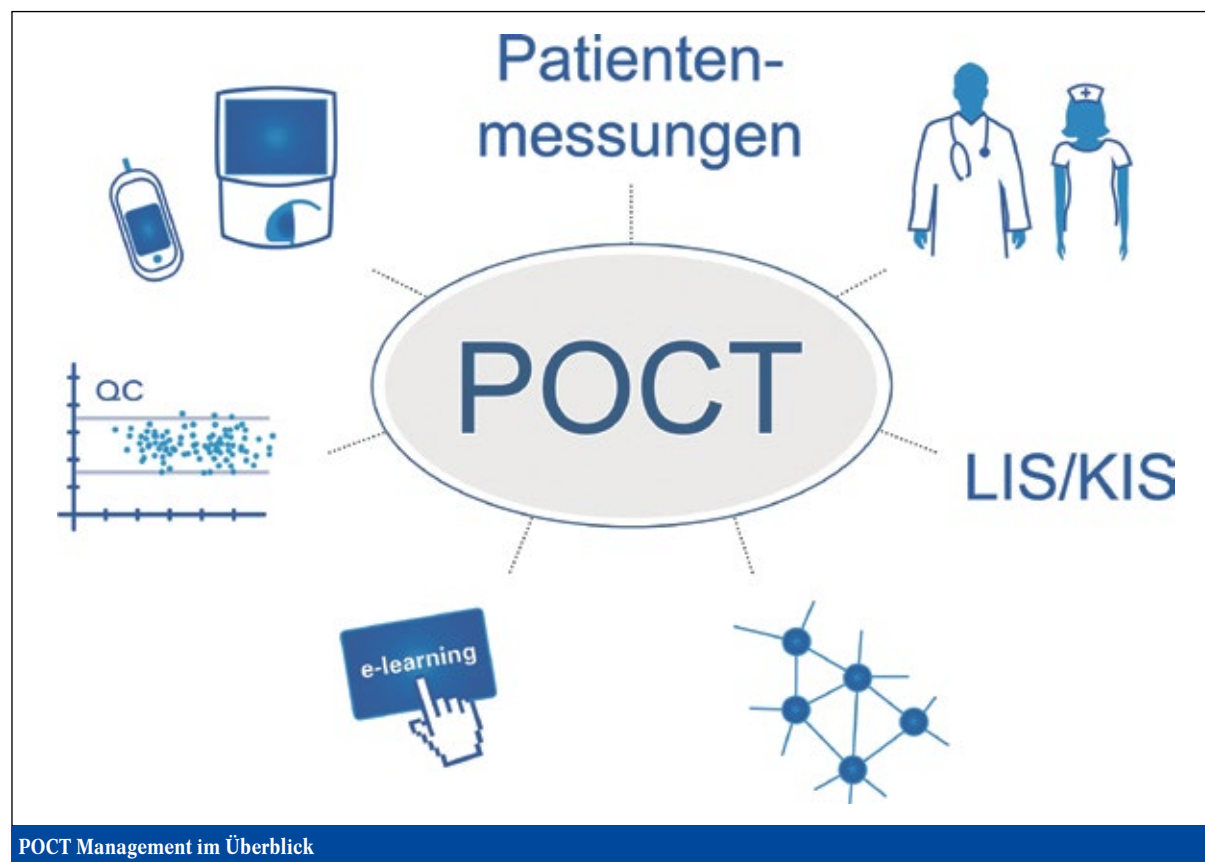 Patienten-
messungen
POCT
QC
LIS/KIS
e-learning
POCT Management im Überblick